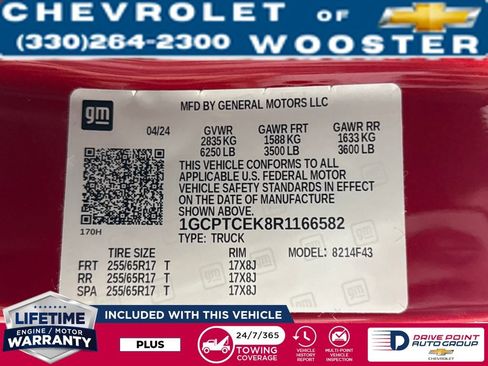 CHEVROLET OF
(330)264-2300 WOOSTER
gm
MFD BY GENERAL MOTORS LLC
04/24 GVWR GAWR FRT GAWR RR
2835 KG 1588 KG 1633 KG
6250 LB 3500 LB 3600 LB
THIS VEHICLE CONFORMS TO ALL
APPLICABLE U.S. FEDERAL MOTOR
VEHICLE SAFETY STANDARDS IN EFFECT
ON THE DATE OF MANUFACTURE
SHOWN ABOVE.
1GCPTCEK8R1166582
170H TYPE: TRUCK MODEL: 8214F43
TIRE SIZE RIM
FRT 255/65R17 T 17X8J
RR 255/65R17 T 17X8J
SPA 255/65R17 T 17X8J
LIFETIME
ENGINE / MOTOR
WARRANTY
INCLUDED WITH THIS VEHICLE
PLUS
24/7/365
TOWING
COVERAGE
VEHICLE
HISTORY
REPORT
MULTI-POINT
VEHICLE
INSPECTION
DRIVE POINT
AUTO GROUP
CHEVROLET